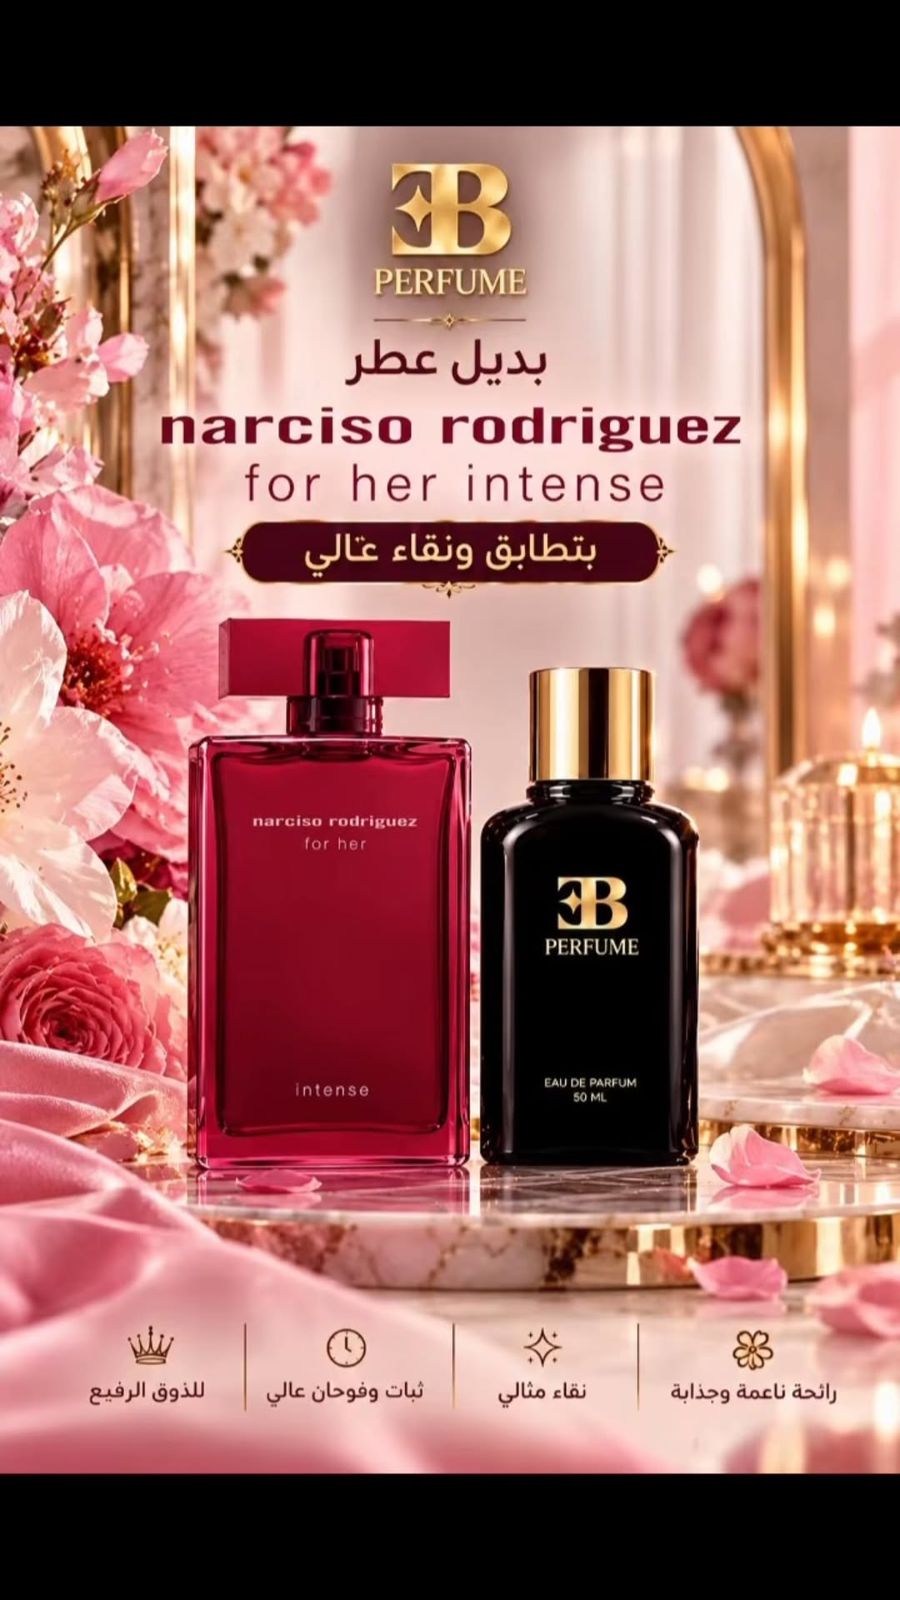 EB
PERFUME
بديل عطر
narciso rodriguez
for her intense
بتطابق ونقاء عالي
narciso rodriguez
for her
intense
EB
PERFUME
EAU DE PARFUM
50 ML
رائحة ناعمة وجذابة
نقاء مثالي
ثبات وفوحان عالي
للذوق الرفيع